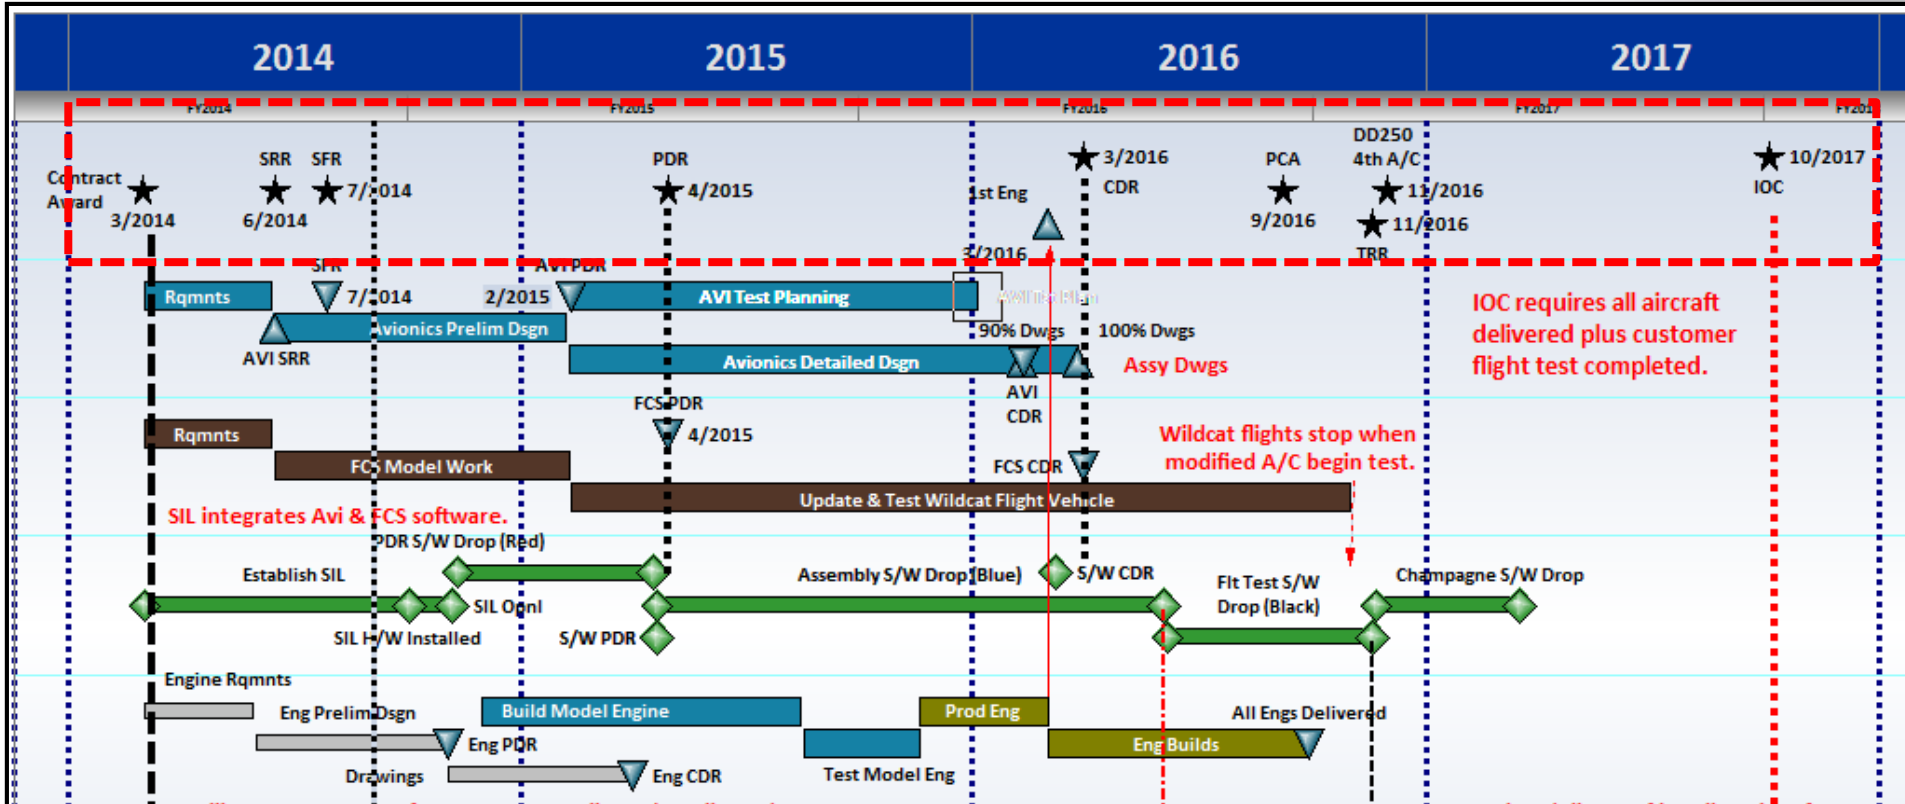 2014
2015
2016
2017
FY2014
FY2015
FY2016
FY2017
Contract
Award
3/2014
SRR
6/2014
SFR
7/2014
PDR
4/2015
1st Eng
3/2016
3/2016
CDR
PCA
9/2016
DD250
4th A/C
11/2016
11/2016
TRR
10/2017
IOC
Rqmnts
SFR
7/2014
AVI PDR
2/2015
AVI Test Planning
Avionics Prelim Dsgn
AVI SRR
90% Dwgs
100% Dwgs
Avionics Detailed Dsgn
Assy Dwgs
AVI
CDR
IOC requires all aircraft
delivered plus customer
flight test completed.
Rqmnts
FCS PDR
4/2015
FCS Model Work
FCS CDR
Wildcat flights stop when
modified A/C begin test.
Update & Test Wildcat Flight Vehicle
SIL integrates Avi & FCS software.
PDR S/W Drop (Red)
Establish SIL
SIL Opnl
SIL H/W Installed
S/W PDR
Assembly S/W Drop (Blue)
S/W CDR
Flt Test S/W
Drop (Black)
Champagne S/W Drop
Engine Rqmnts
Eng Prelim Dsgn
Build Model Engine
Prod Eng
All Engs Delivered
Eng PDR
Eng Builds
Drawings
Eng CDR
Test Model Eng